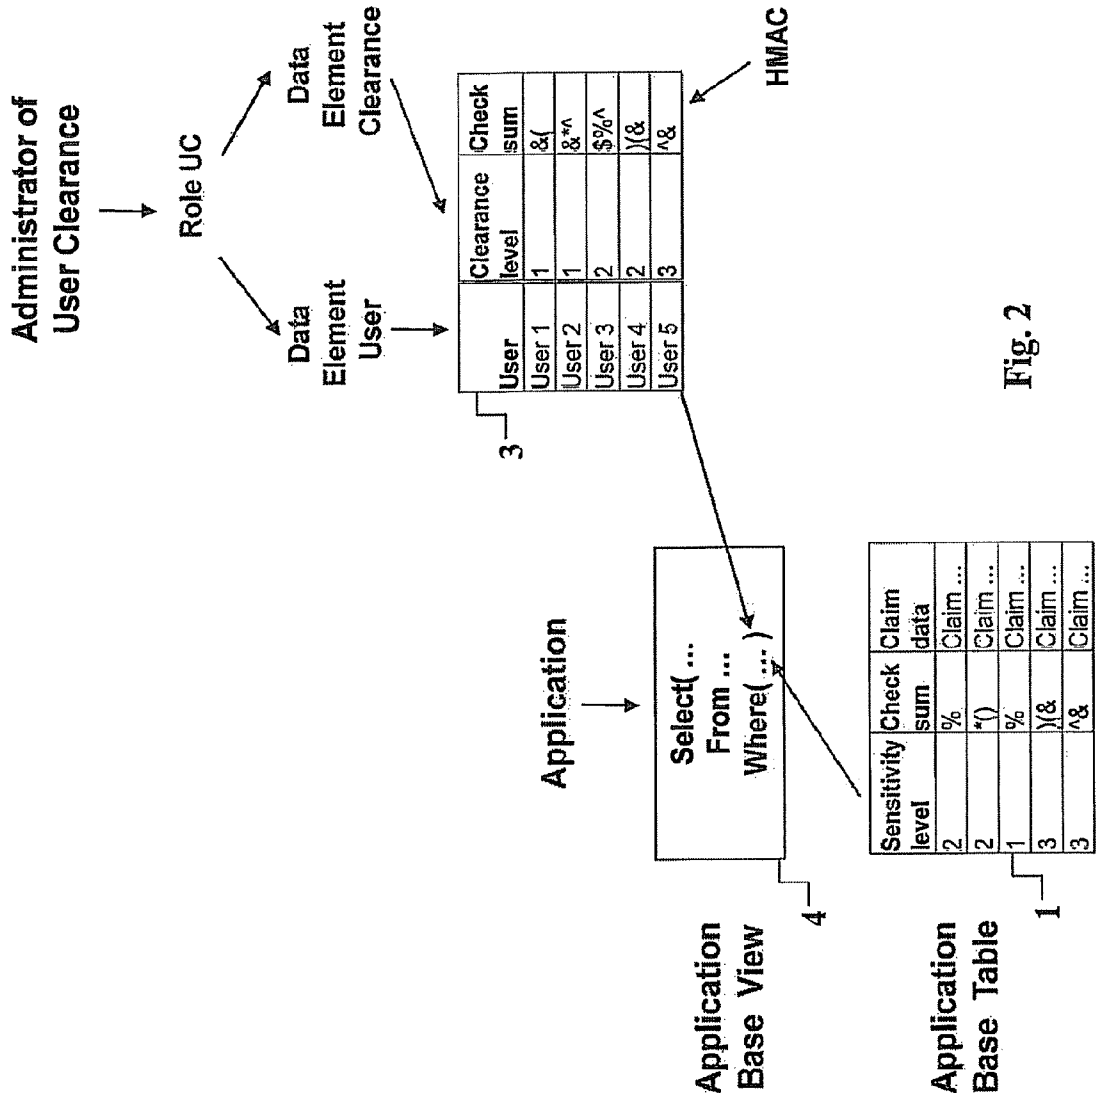 Administrator of
User Clearance
Role UC
Data
Element
User
Data
Element
Clearance
User
Clearance
level
Check
sum
User 1 1 &(
User 2 1 &*^
User 3 2 $%^
User 4 2 )(&
User 5 3 ^&
3
HMAC
Application
Application
Base View
Select( ...
From ...
Where( ... )
4
Application
Base Table
Sensitivity
level
Check
sum
Claim
data
2 % Claim ...
2 *() Claim ...
1 % Claim ...
3 )(& Claim ...
3 ^& Claim ...
1
Fig. 2